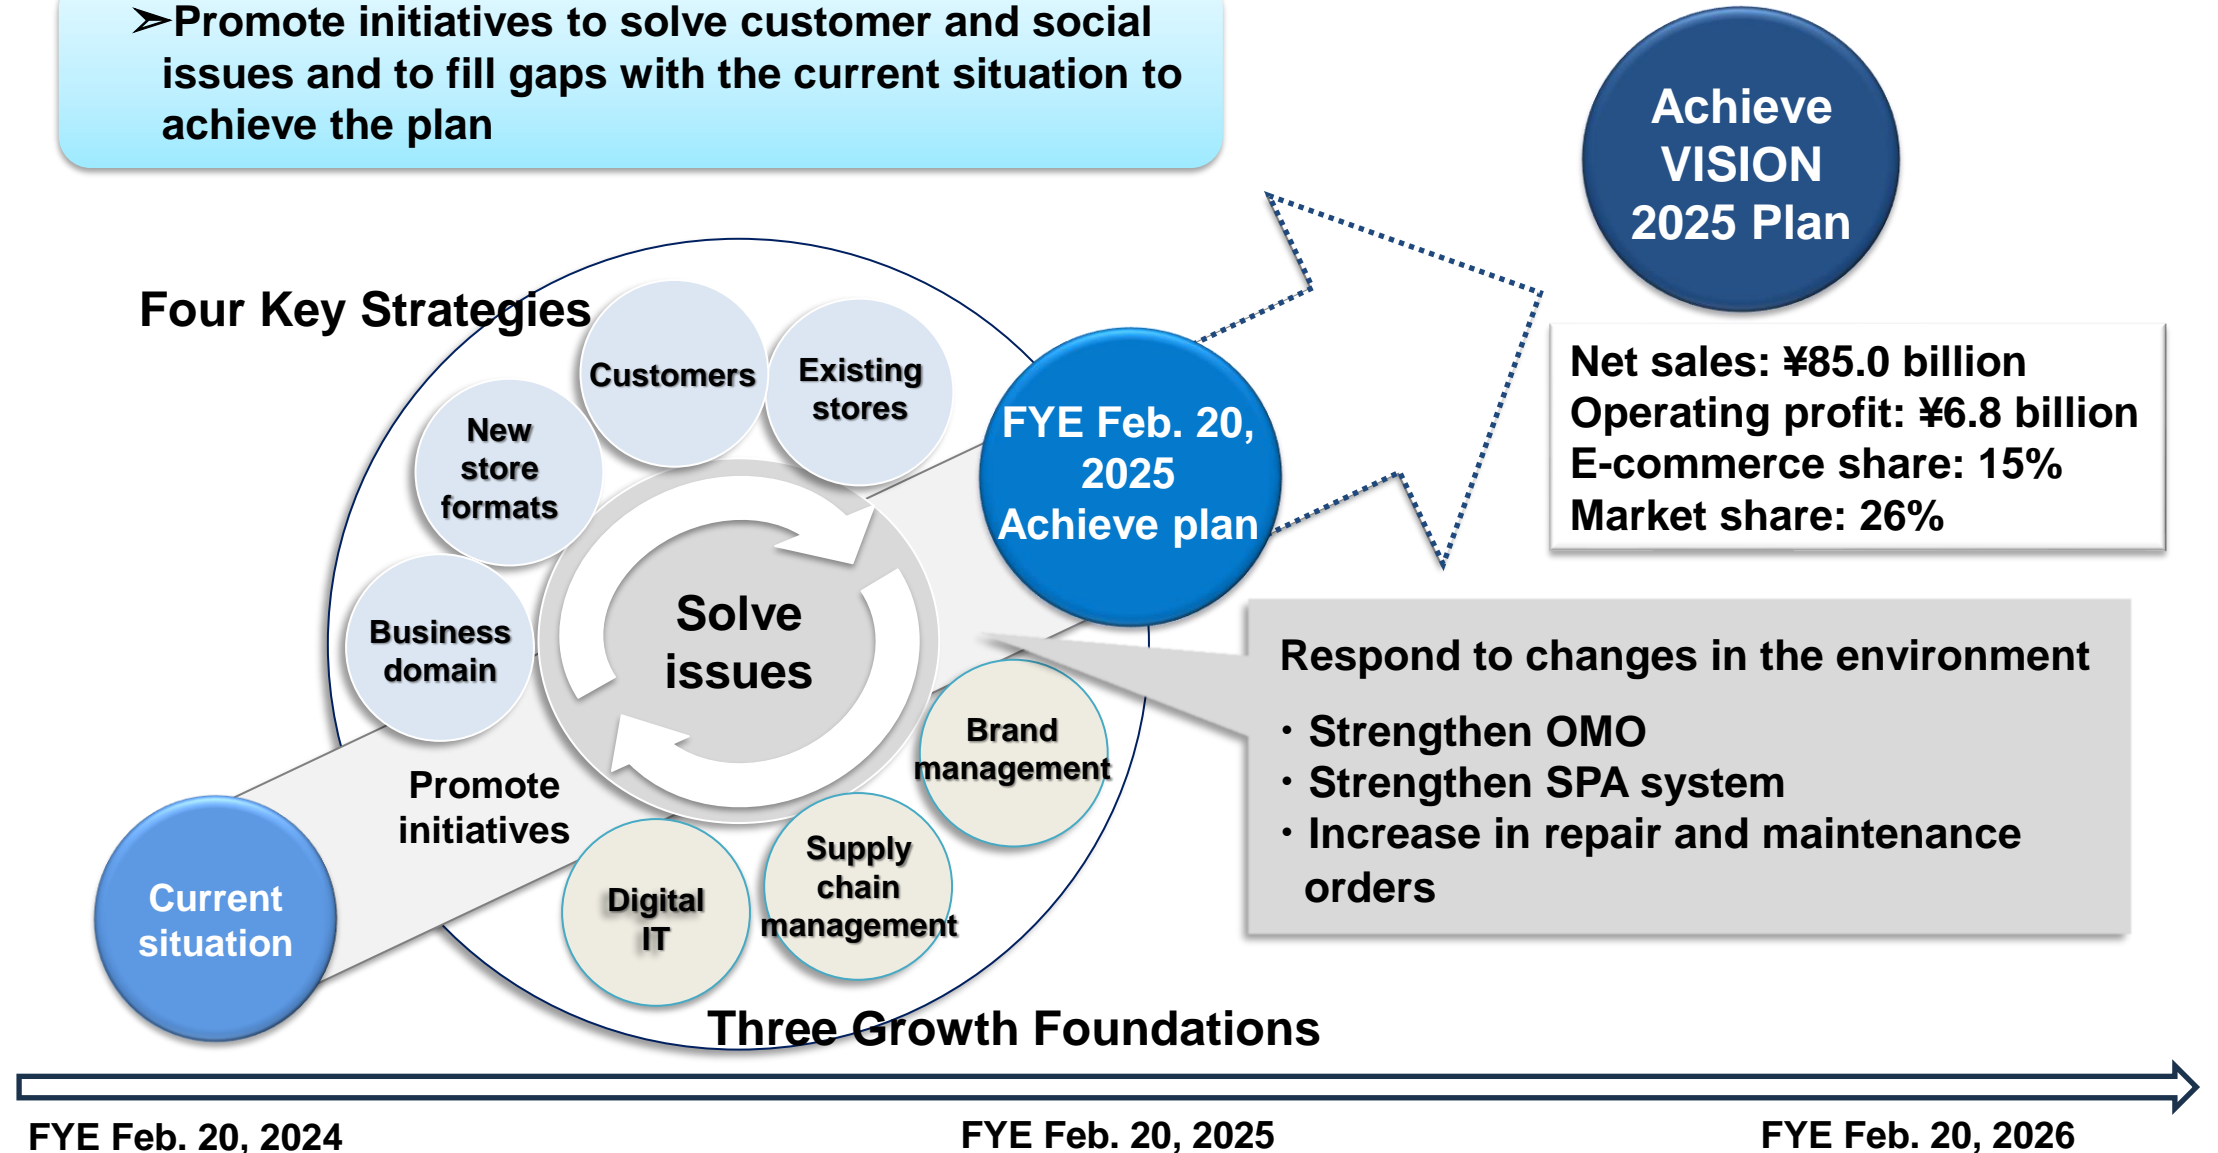 ➢Promote initiatives to solve customer and social
issues and to fill gaps with the current situation to
achieve the plan
Achieve
VISION
2025 Plan
Net sales: ¥85.0 billion
Operating profit: ¥6.8 billion
E-commerce share: 15%
Market share: 26%
Four Key Strategies
Customers
Existing
stores
New
store
formats
Business
domain
FYE Feb. 20,
2025
Achieve plan
Solve
issues
Respond to changes in the environment
・Strengthen OMO
・Strengthen SPA system
・Increase in repair and maintenance
orders
Brand
management
Supply
chain
management
Digital
IT
Promote
initiatives
Current
situation
Three Growth Foundations
FYE Feb. 20, 2024
FYE Feb. 20, 2025
FYE Feb. 20, 2026